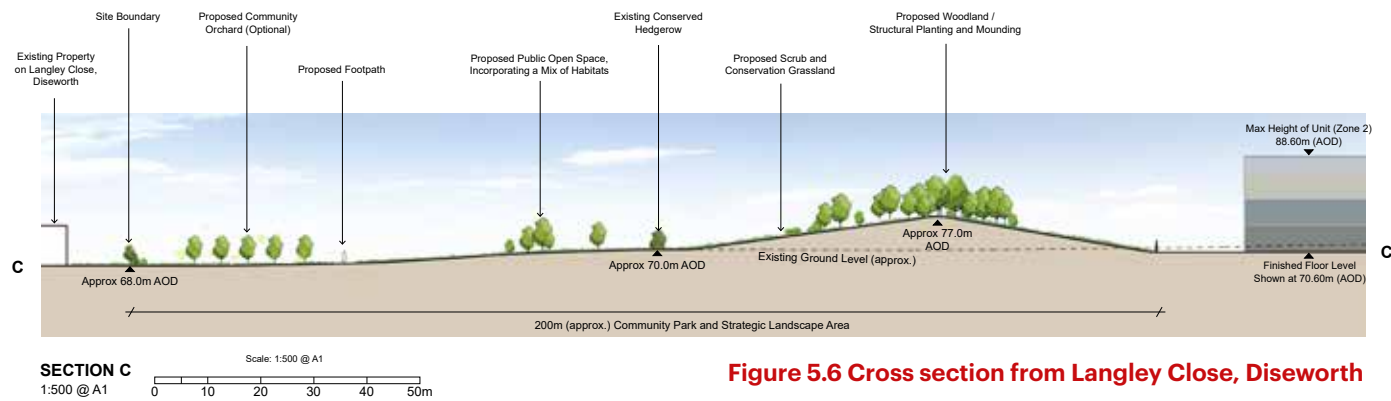 Site Boundary
Proposed Community
Orchard (Optional)
Existing Conserved
Hedgerow
Proposed Woodland /
Structural Planting and Mounding
Existing Property
on Langley Close,
Diseworth
Proposed Footpath
Proposed Public Open Space,
Incorporating a Mix of Habitats
Proposed Scrub and
Conservation Grassland
Max Height of Unit (Zone 2)
88.60m (AOD)
Approx 77.0m
AOD
Existing Ground Level (approx.)
C
Approx 68.0m AOD
Approx 70.0m AOD
Finished Floor Level
Shown at 70.60m (AOD)
C
200m (approx.) Community Park and Strategic Landscape Area
SECTION C
1:500 @ A1
Scale: 1:500 @ A1
0 10 20 30 40 50m
Figure 5.6 Cross section from Langley Close, Diseworth